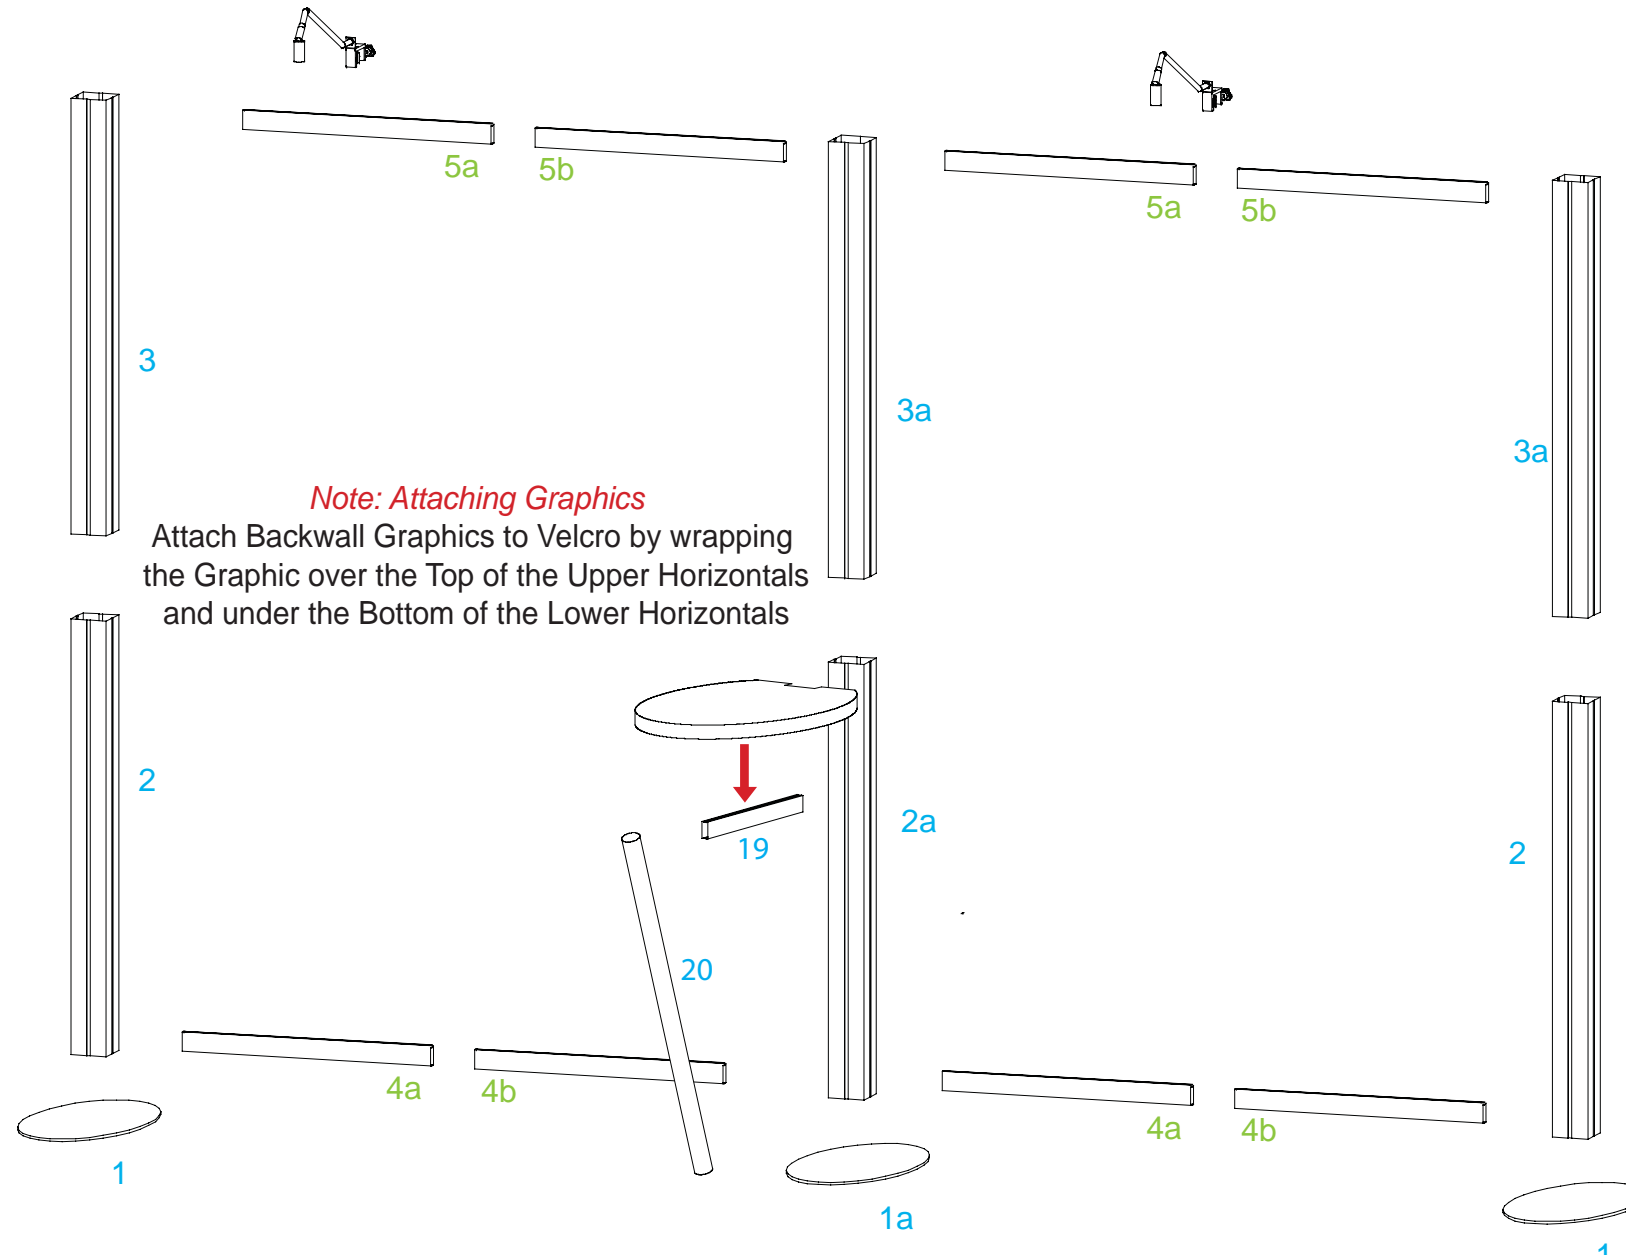 5a
5b
5a
5b
3
3a
3a
Note: Attaching Graphics
Attach Backwall Graphics to Velcro by wrapping
the Graphic over the Top of the Upper Horizontals
and under the Bottom of the Lower Horizontals
2
2a
2
19
20
4a
4b
4a
4b
1
1a
1